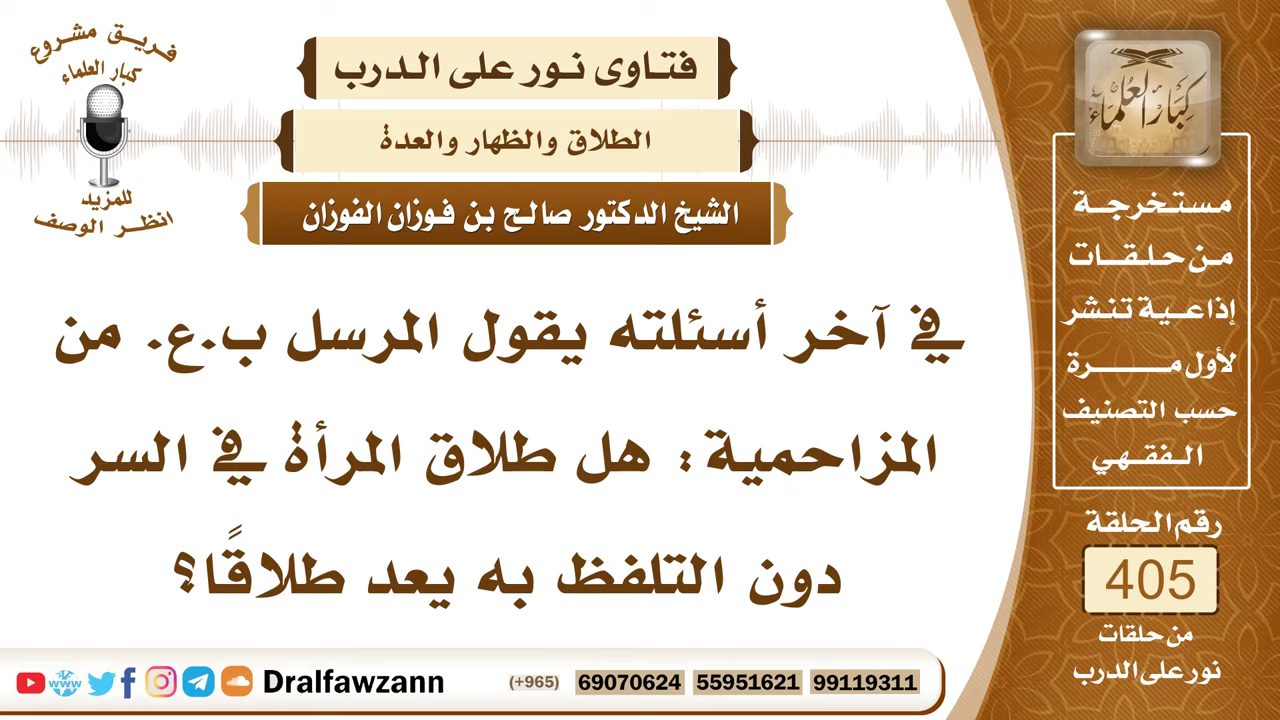 فريق مشروع
كبار العلماء
للمزيد
انظر الوصف
فتاوى نور على الدرب
الطلاق والظهار والعدة
الشيخ الدكتور صالح بن فوزان الفوزان
في آخر أسئلته يقول المرسل ب.ع. من
المزاحمية: هل طلاق المرأة في السر
دون التلفظ به يعد طلاقًا؟
كبار العلماء
مستخرجة
من حلقات
إذاعية تنشر
لأول مرة
حسب التصنيف
الفقهي
رقم الحلقة
405
من حلقات
نور على الدرب
www
Dralfawzann
(+965) 69070624 55951621 99119311